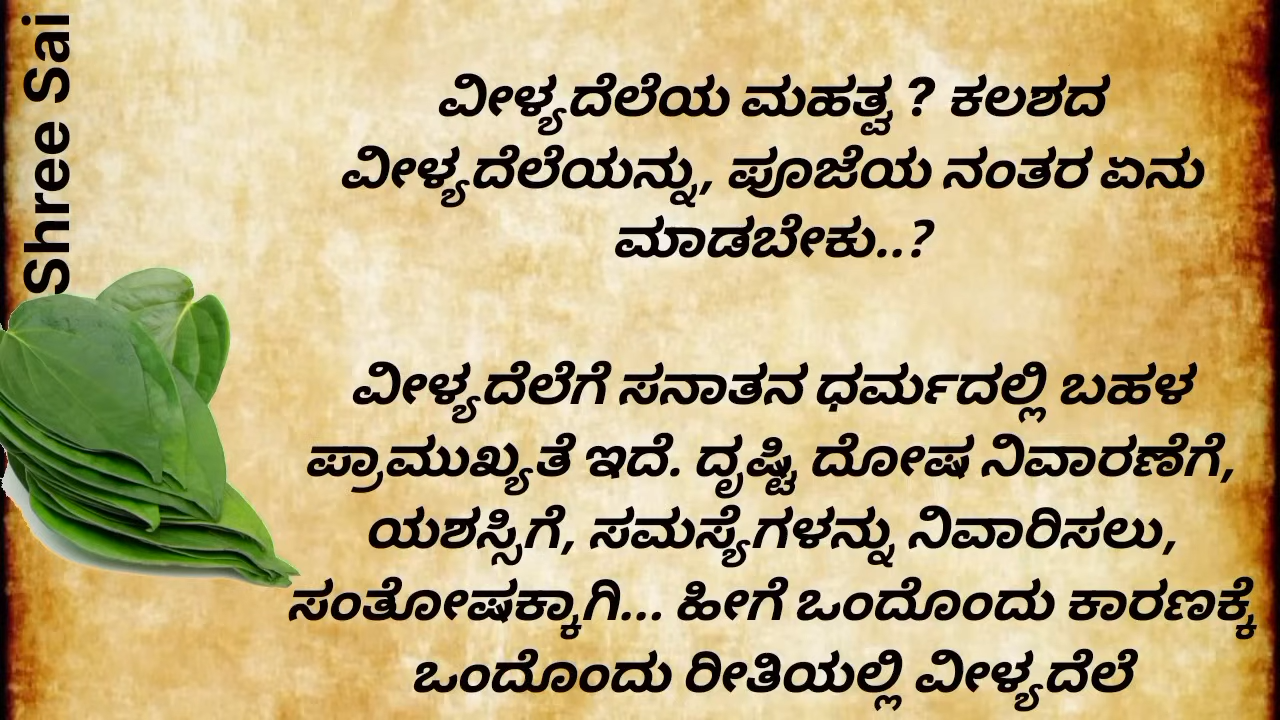 Shree Sai
ವೀಳ್ಯದೆಲೆಯ ಮಹತ್ವ ? ಕಲಶದ
ವೀಳ್ಯದೆಲೆಯನ್ನು, ಪೂಜೆಯ ನಂತರ ಏನು
ಮಾಡಬೇಕು..?
ವೀಳ್ಯದೆಲೆಗೆ ಸನಾತನ ಧರ್ಮದಲ್ಲಿ ಬಹಳ
ಪ್ರಾಮುಖ್ಯತೆ ಇದೆ. ದೃಷ್ಟಿ ದೋಷ ನಿವಾರಣೆಗೆ,
ಯಶಸ್ಸಿಗೆ, ಸಮಸ್ಯೆಗಳನ್ನು ನಿವಾರಿಸಲು,
ಸಂತೋಷಕ್ಕಾಗಿ... ಹೀಗೆ ಒಂದೊಂದು ಕಾರಣಕ್ಕೆ
ಒಂದೊಂದು ರೀತಿಯಲ್ಲಿ ವೀಳ್ಯದೆಲೆ